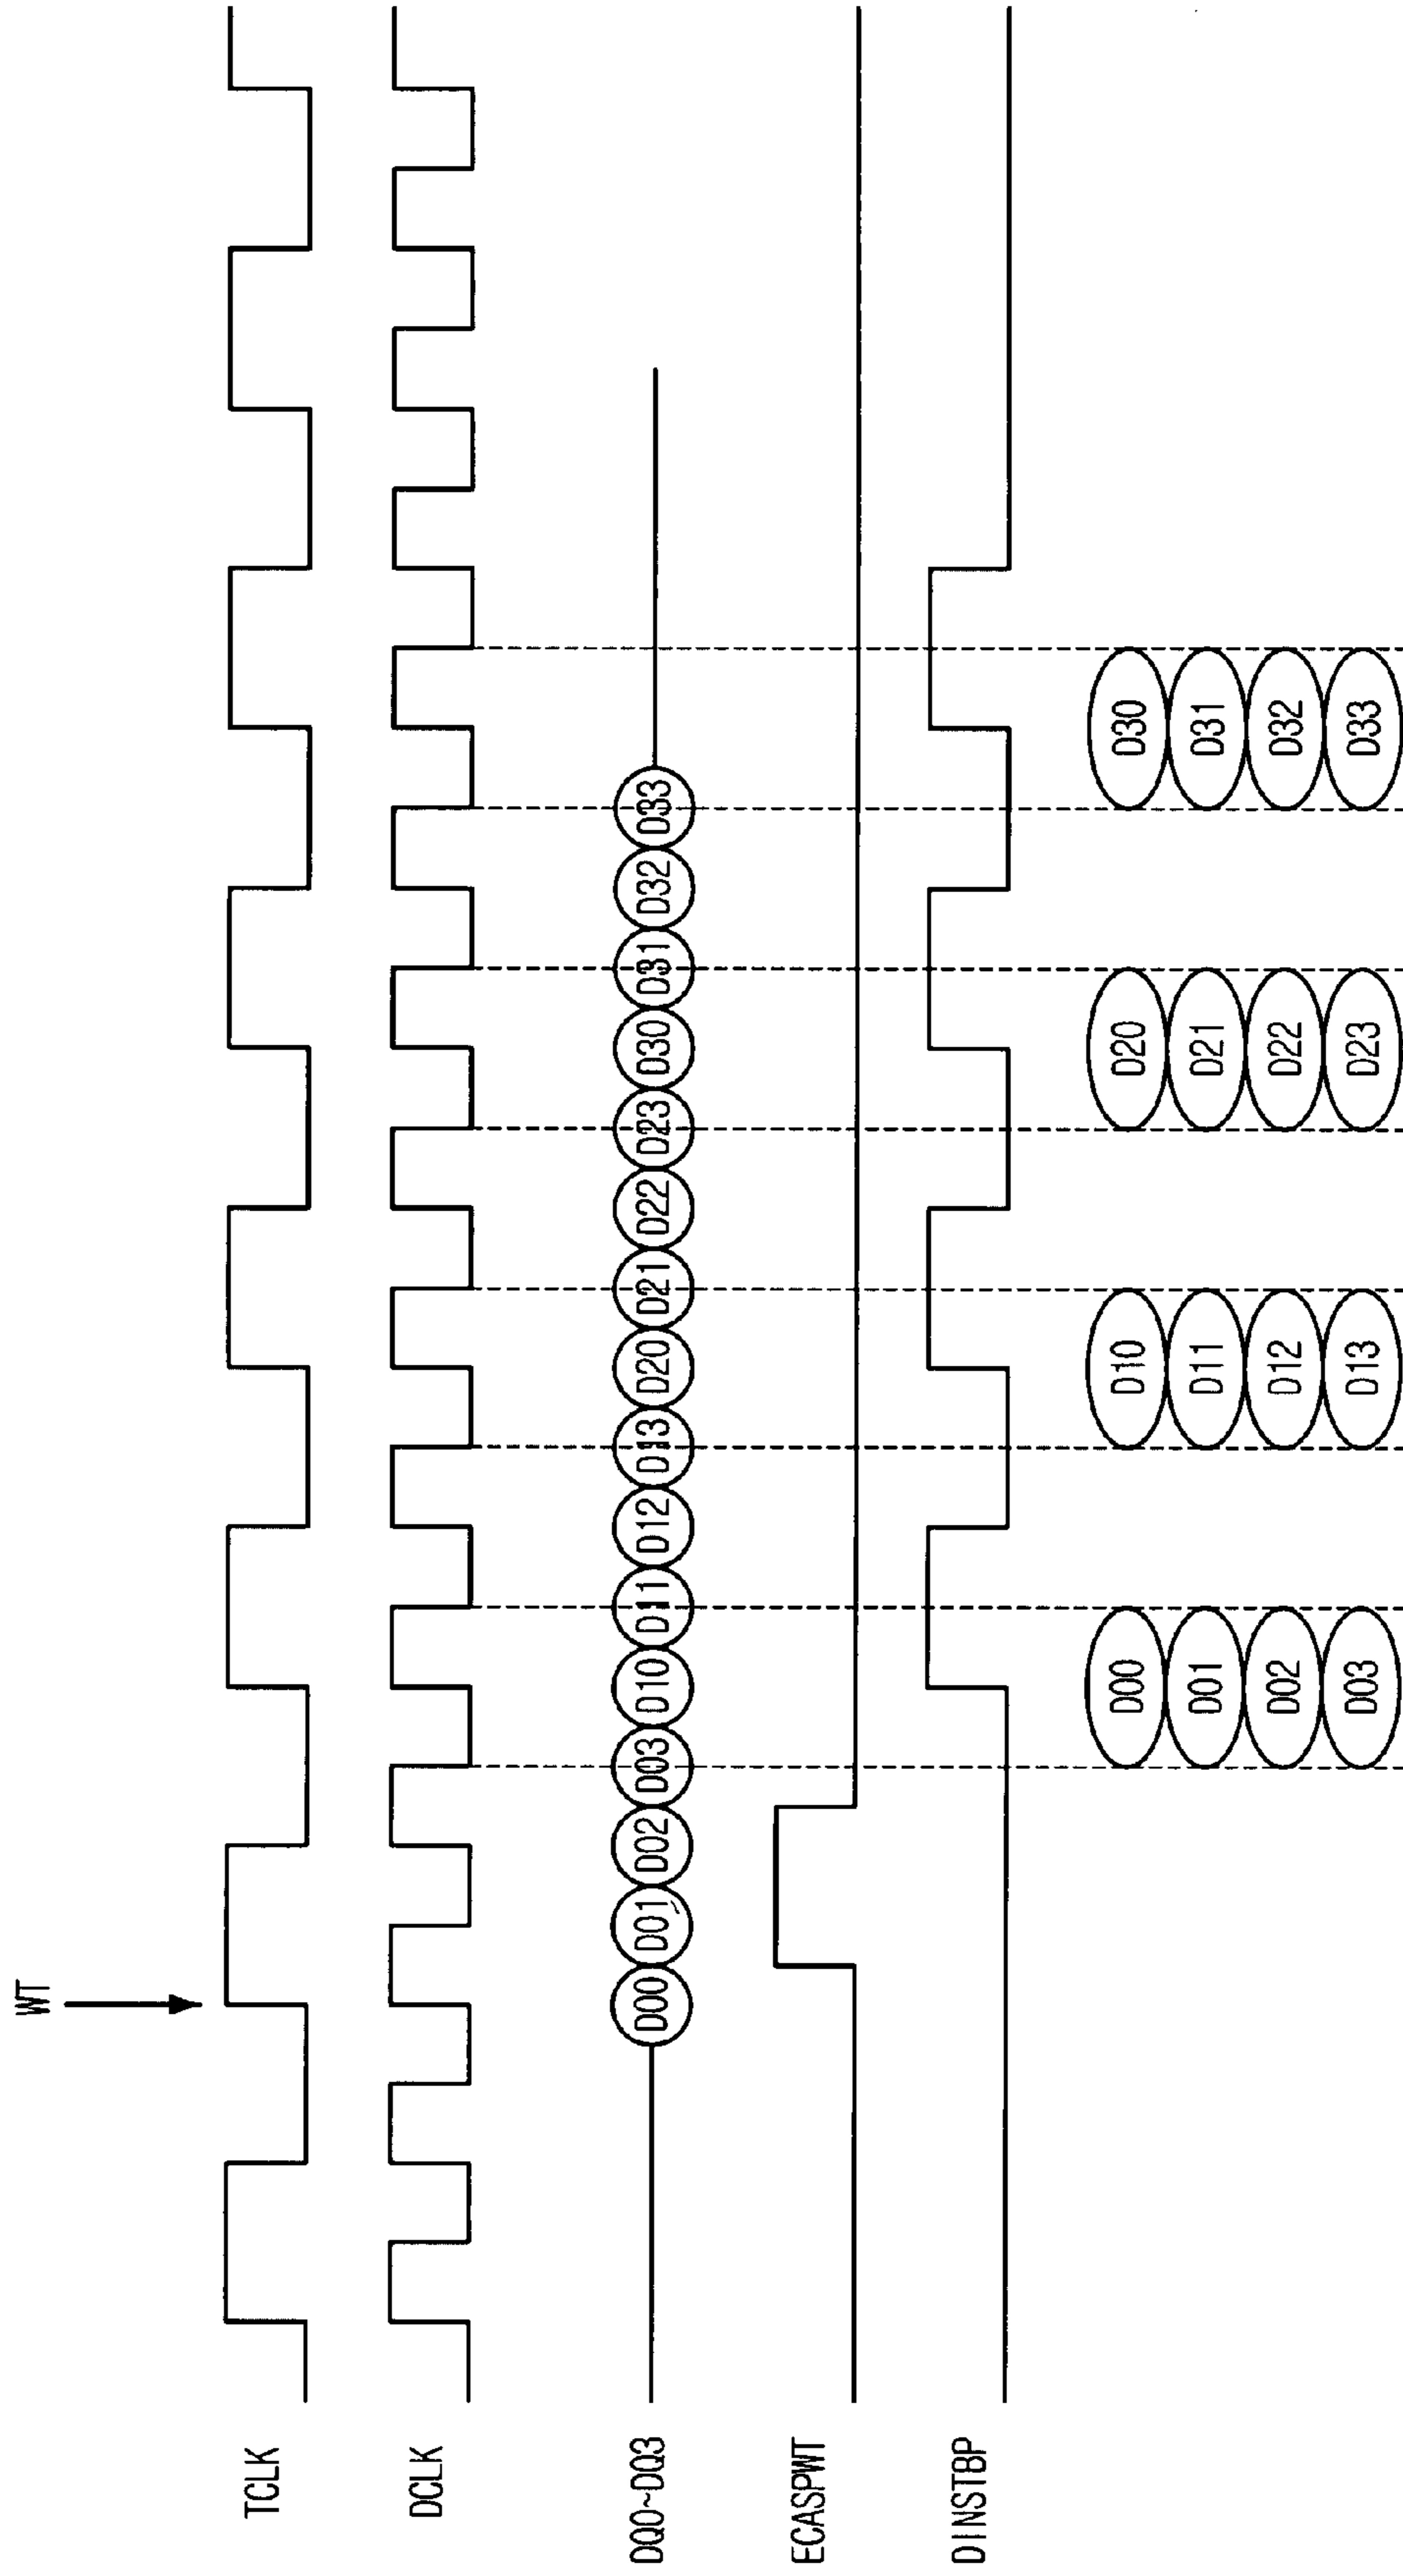 WT
TCLK
DCLK
DQ0~DQ3 D00 D01 D02 D03 D10 D11 D12 D13 D20 D21 D22 D23 D30 D31 D32 D33
ECASPWT
DINSTBP
D00 D10 D20 D30
D01 D11 D21 D31
D02 D12 D22 D32
D03 D13 D23 D33